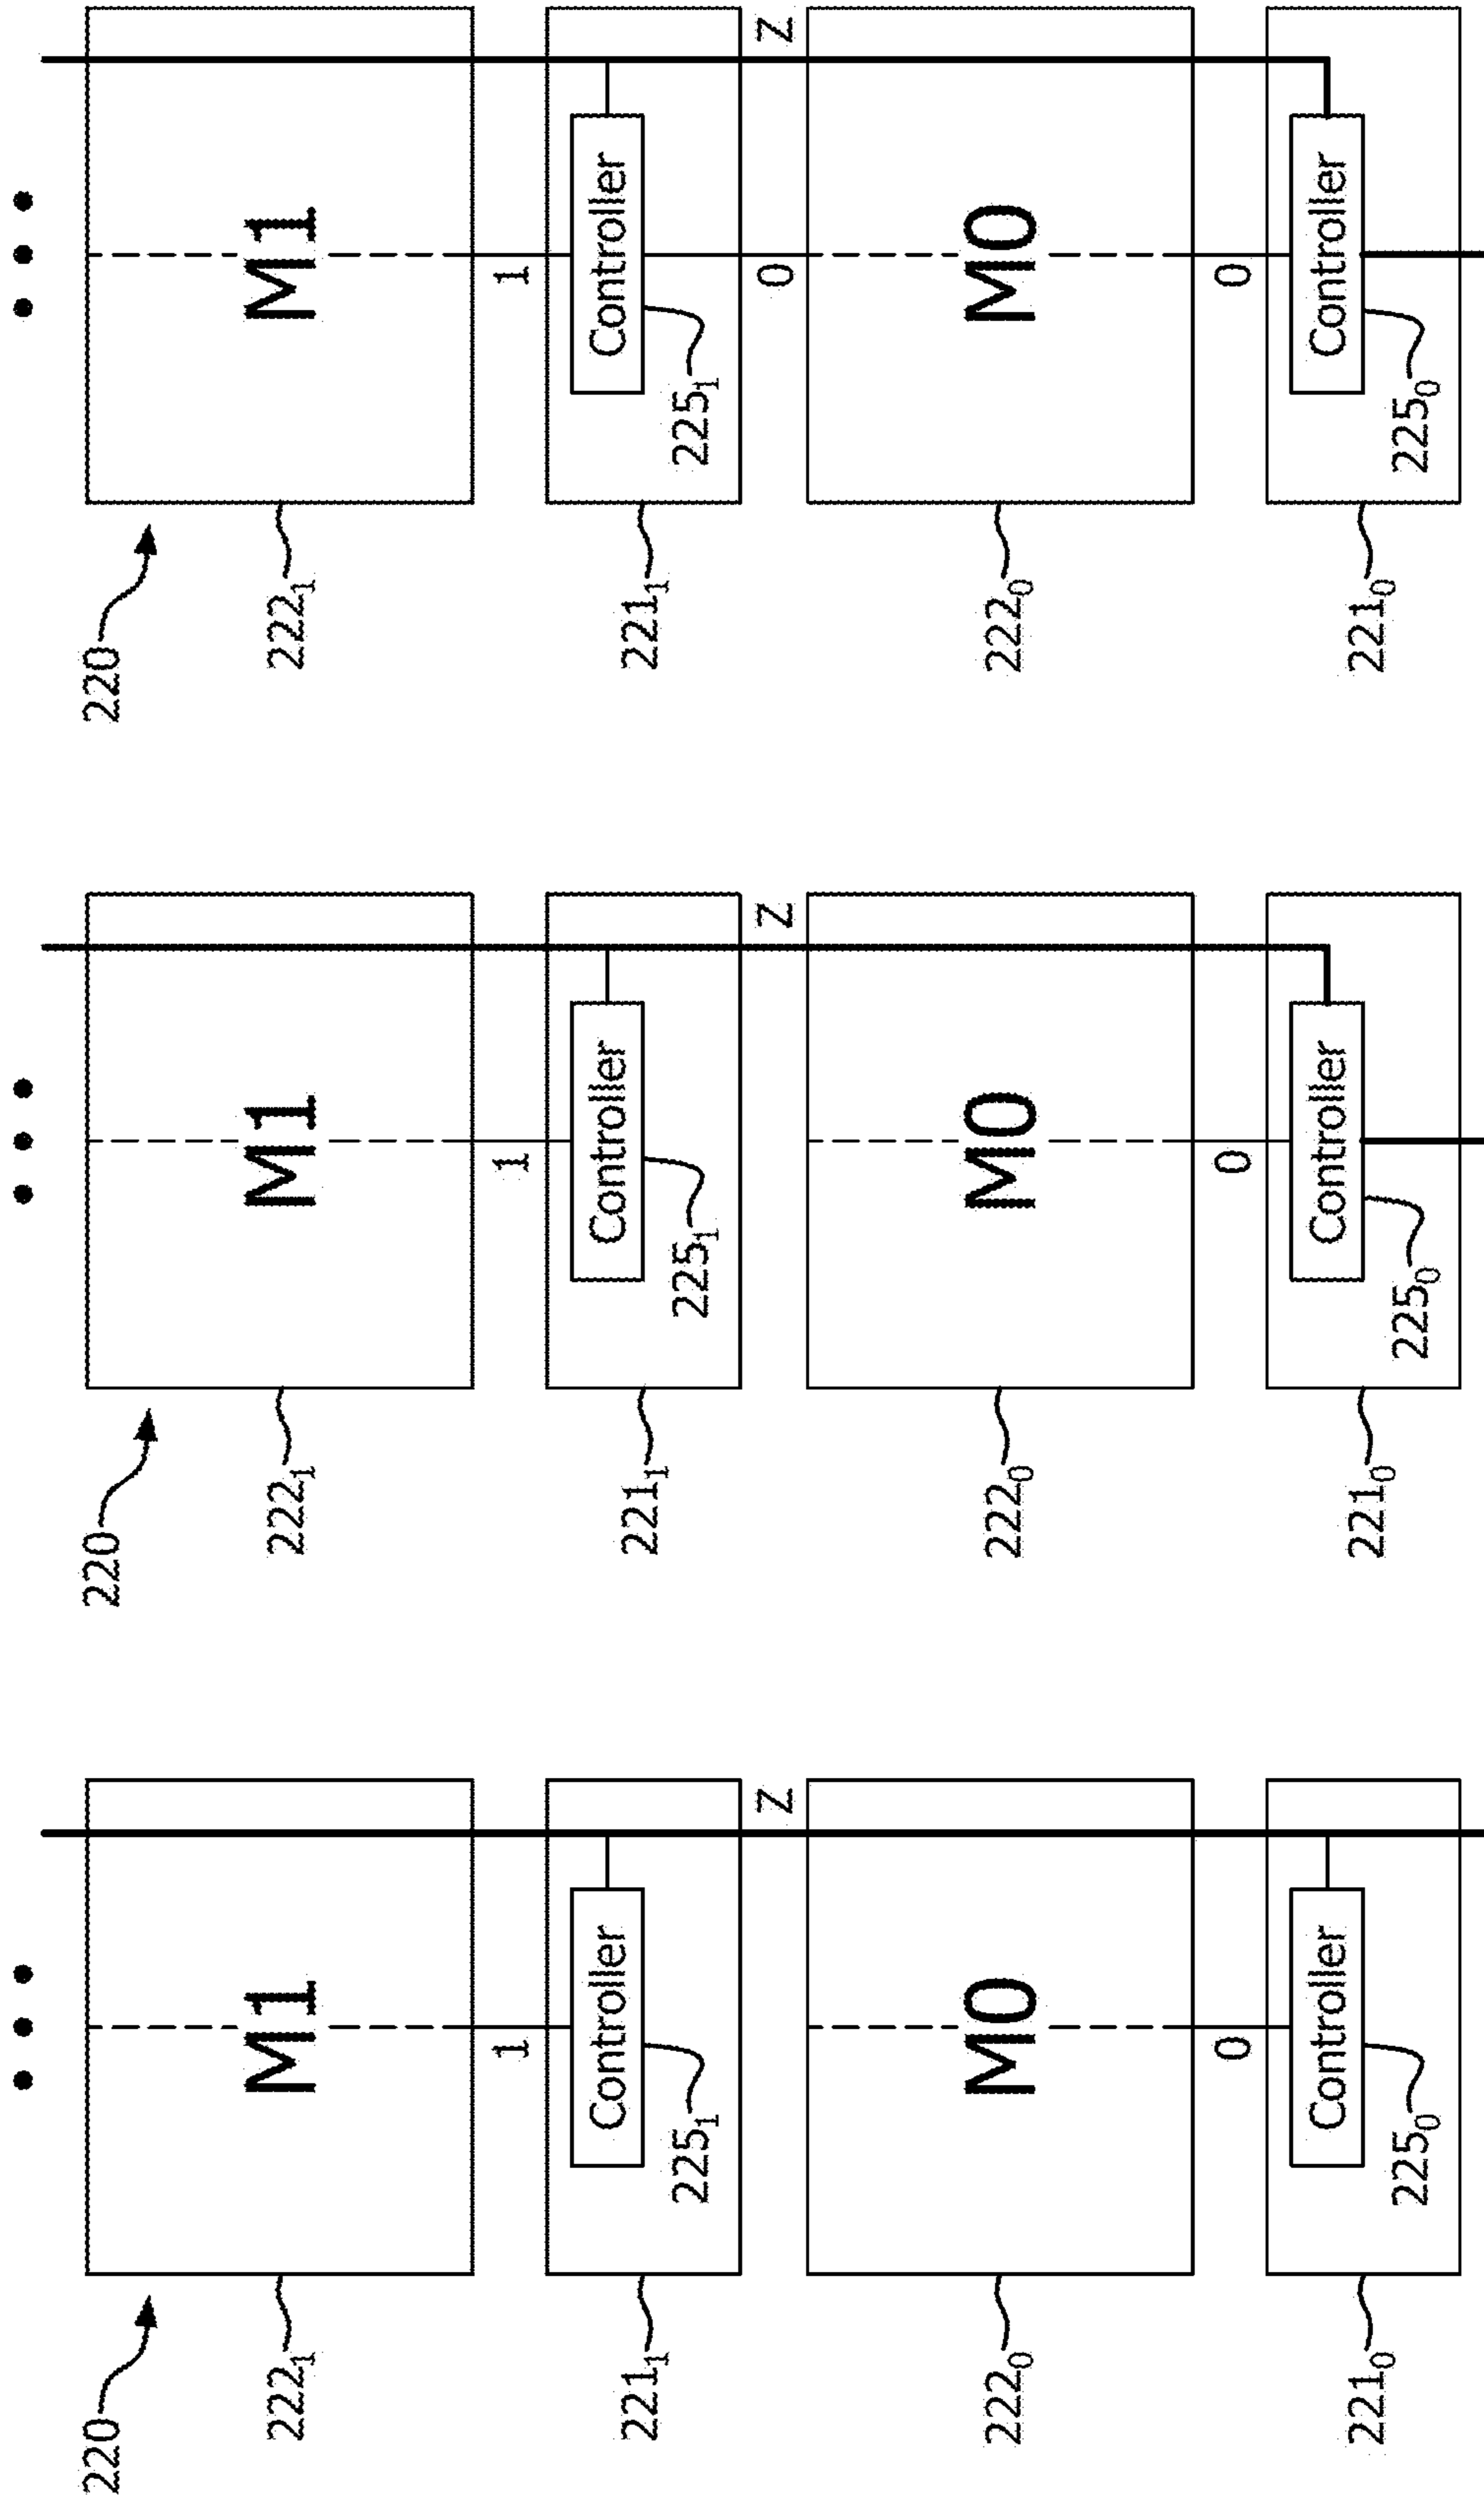 220
222₁
M1
1
221₁
Controller
225₁
Z
222₀
M0
0
221₀
Controller
225₀
220
222₁
M1
1
221₁
Controller
225₁
Z
222₀
M0
0
221₀
Controller
225₀
220
222₁
M1
1
221₁
Controller
225₁
0
Z
222₀
M0
0
221₀
Controller
225₀